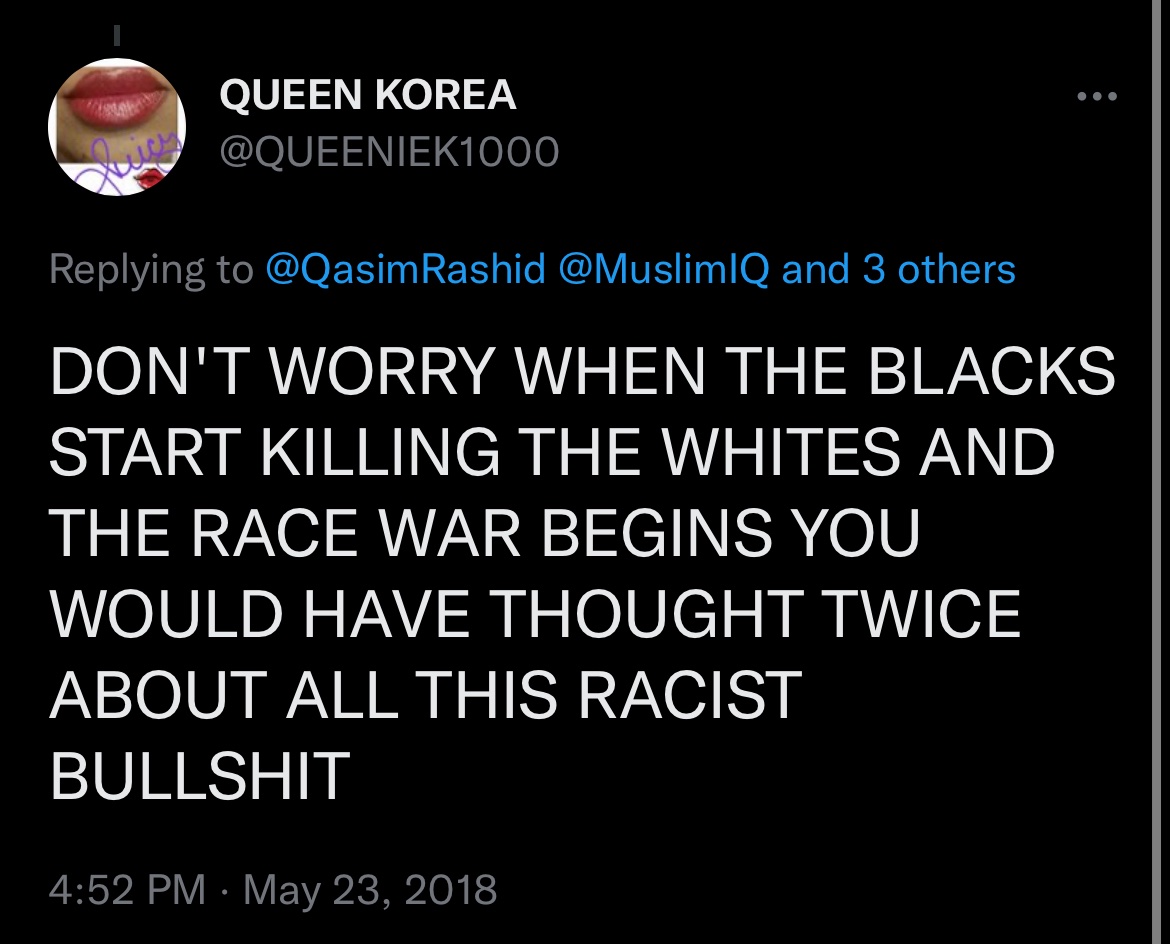 QUEEN KOREA
@QUEENIEK1000
Juicy
Replying to @QasimRashid @MuslimIQ and 3 others
DON'T WORRY WHEN THE BLACKS
START KILLING THE WHITES AND
THE RACE WAR BEGINS YOU
WOULD HAVE THOUGHT TWICE
ABOUT ALL THIS RACIST
BULLSHIT
4:52 PM · May 23, 2018